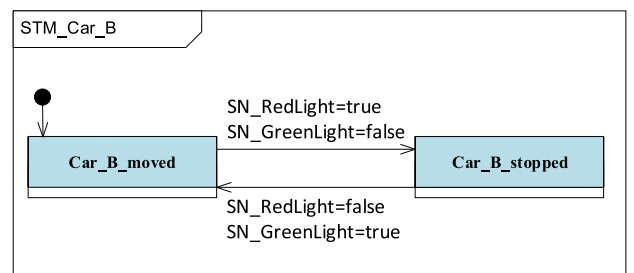 STM_Car_B
SN_RedLight=true
SN_GreenLight=false
Car_B_moved
Car_B_stopped
SN_RedLight=false
SN_GreenLight=true